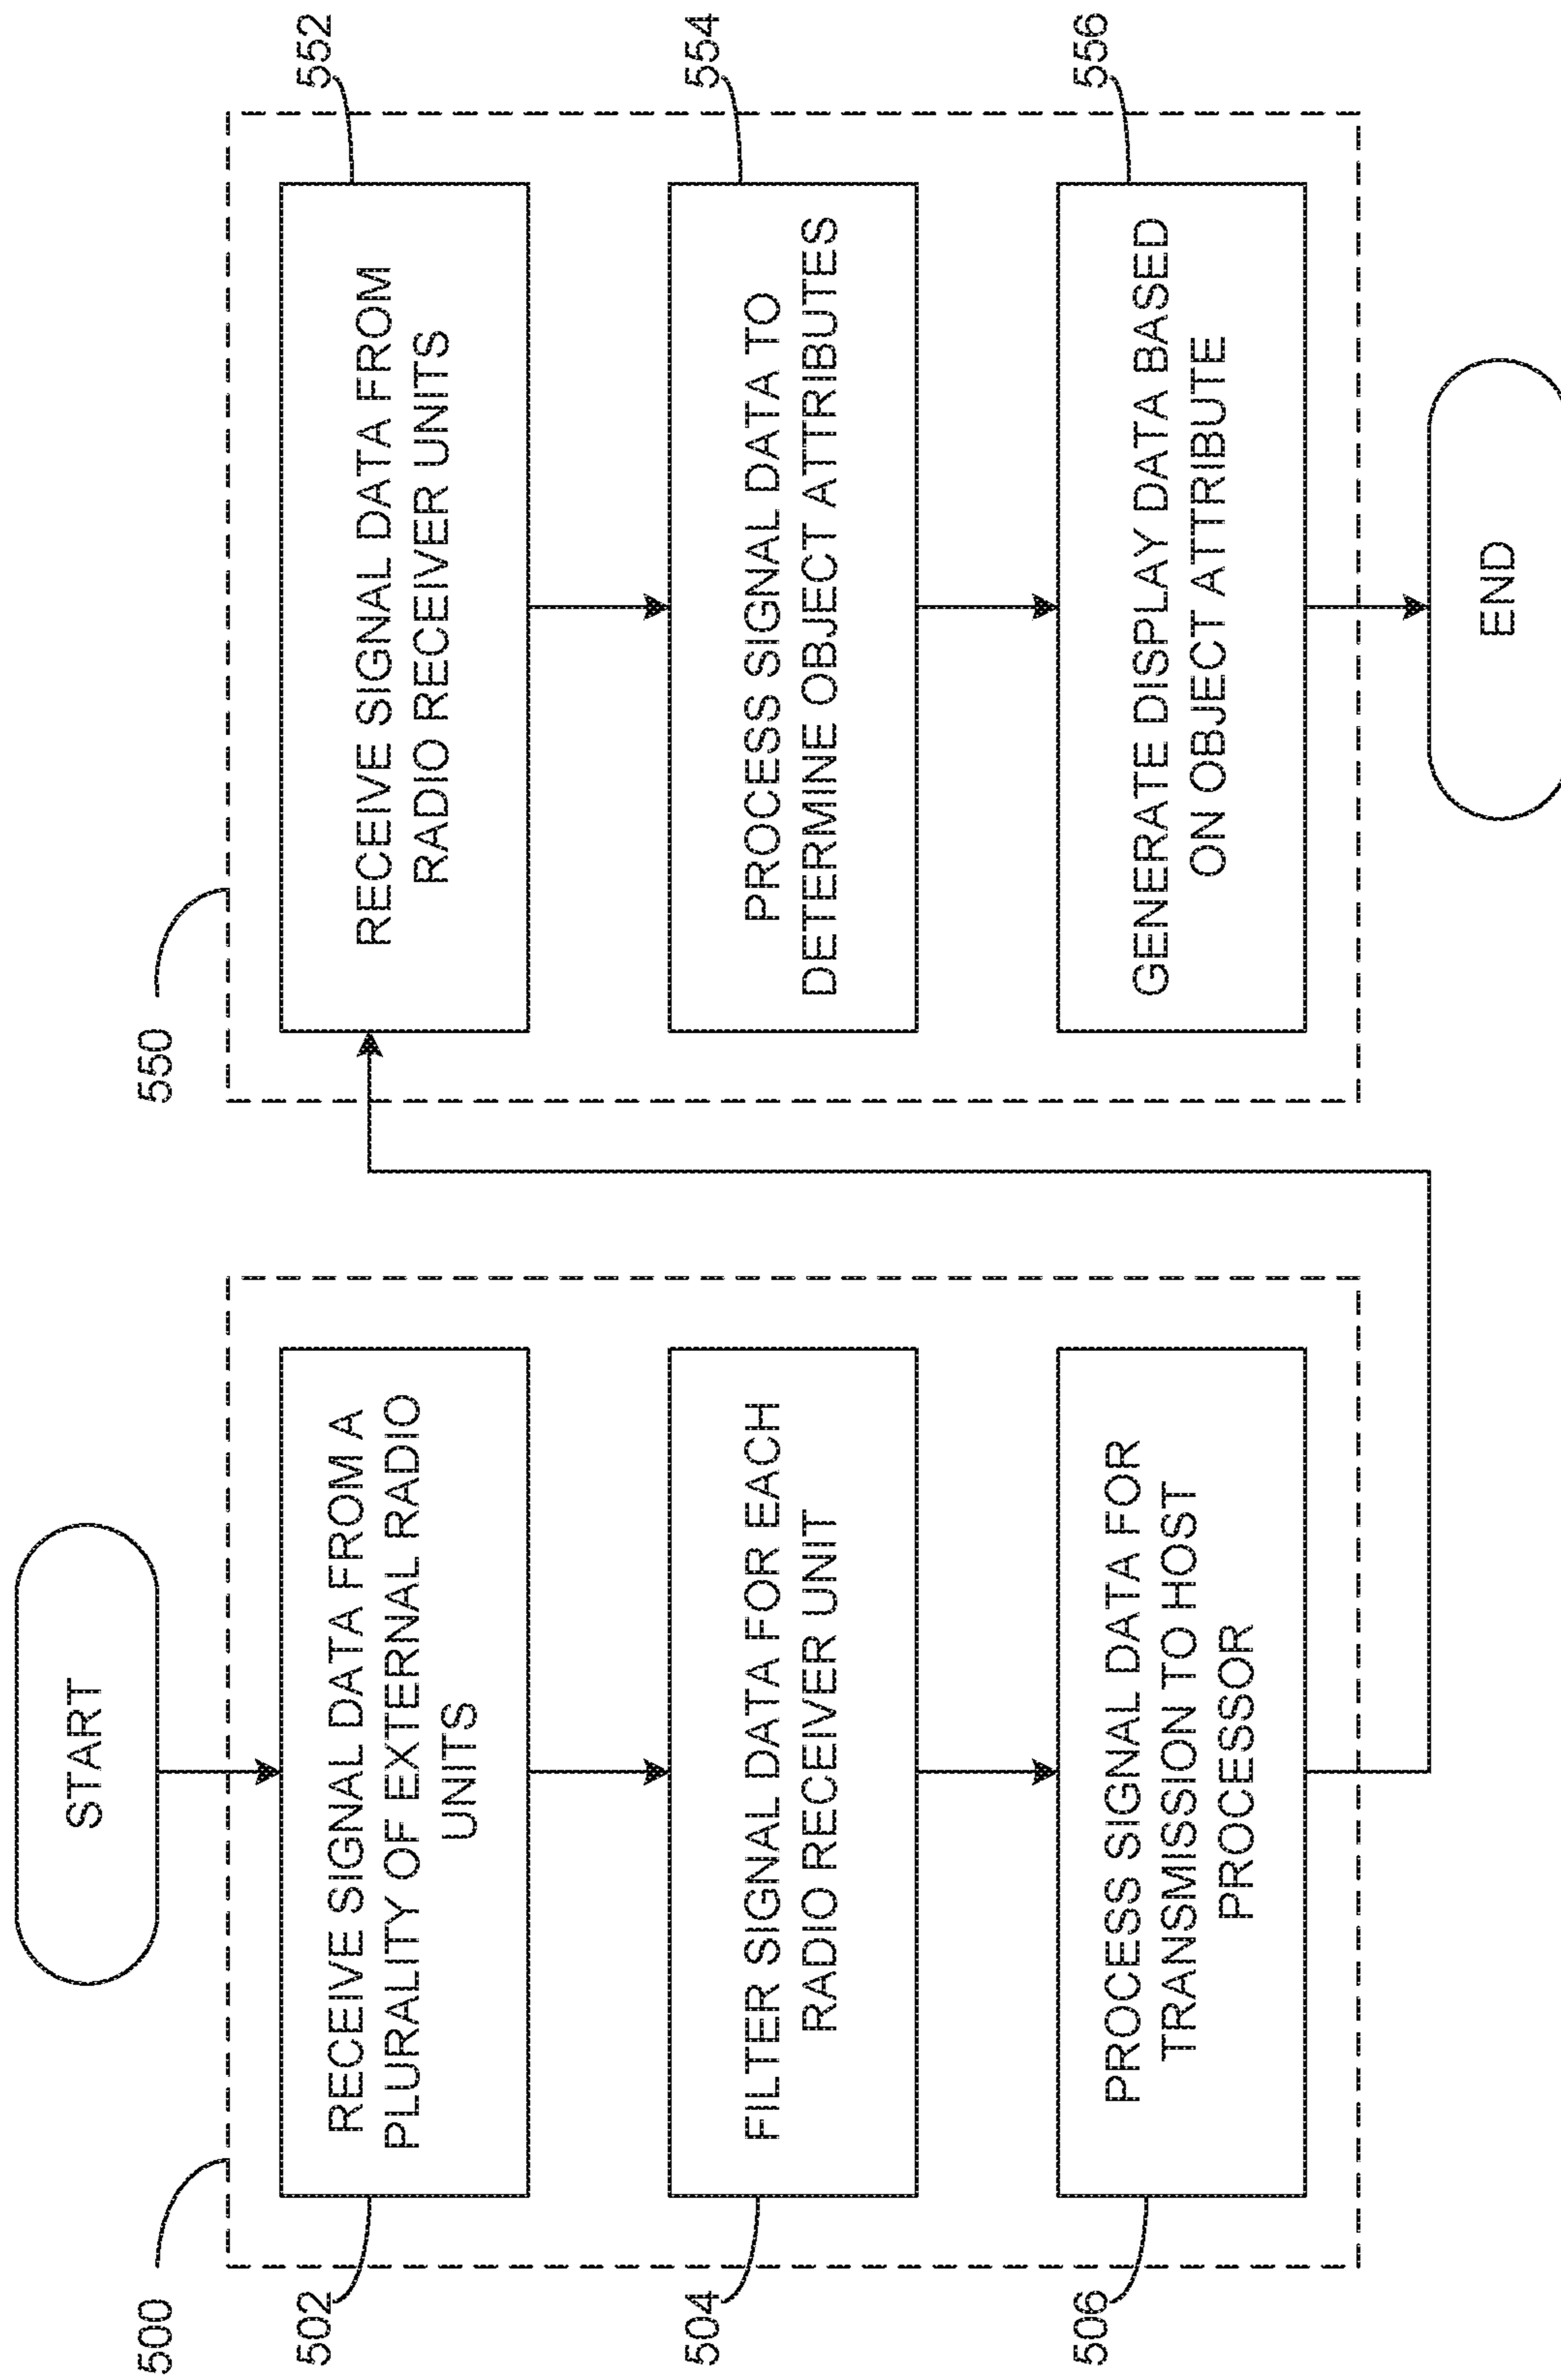 START
500
502
RECEIVE SIGNAL DATA FROM A
PLURALITY OF EXTERNAL RADIO
UNITS
504
FILTER SIGNAL DATA FOR EACH
RADIO RECEIVER UNIT
506
PROCESS SIGNAL DATA FOR
TRANSMISSION TO HOST
PROCESSOR
550
552
RECEIVE SIGNAL DATA FROM
RADIO RECEIVER UNITS
554
PROCESS SIGNAL DATA TO
DETERMINE OBJECT ATTRIBUTES
556
GENERATE DISPLAY DATA BASED
ON OBJECT ATTRIBUTE
END